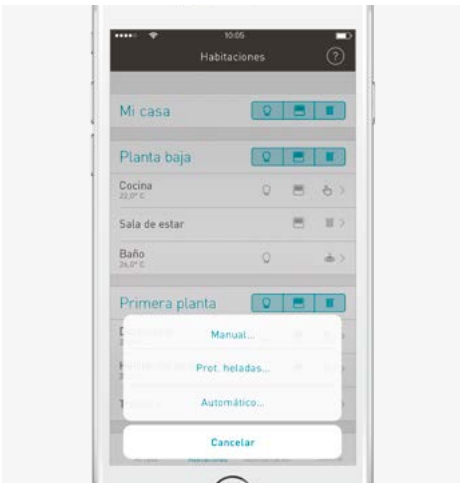 10:05
Habitaciones
?
Mi casa
Planta baja
Cocina
22,0° C
Sala de estar
Baño
24,0° C
Primera planta
Manual...
Prot. heladas...
Automático...
Cancelar